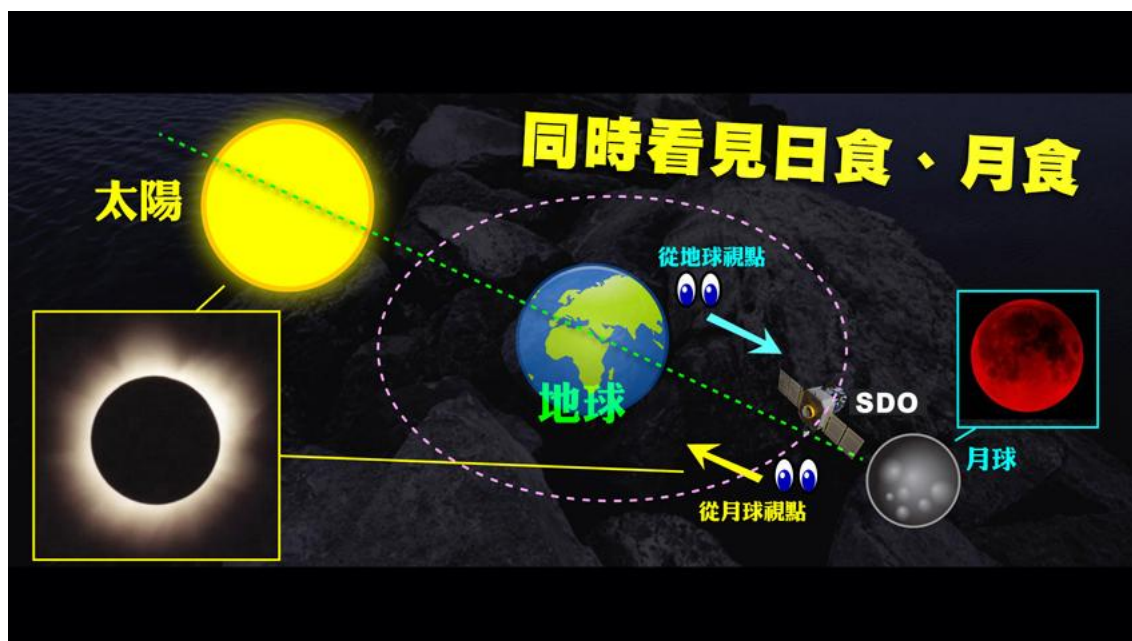 同時看見日食、月食
太陽
從地球視點
地球
SDO
月球
從月球視點